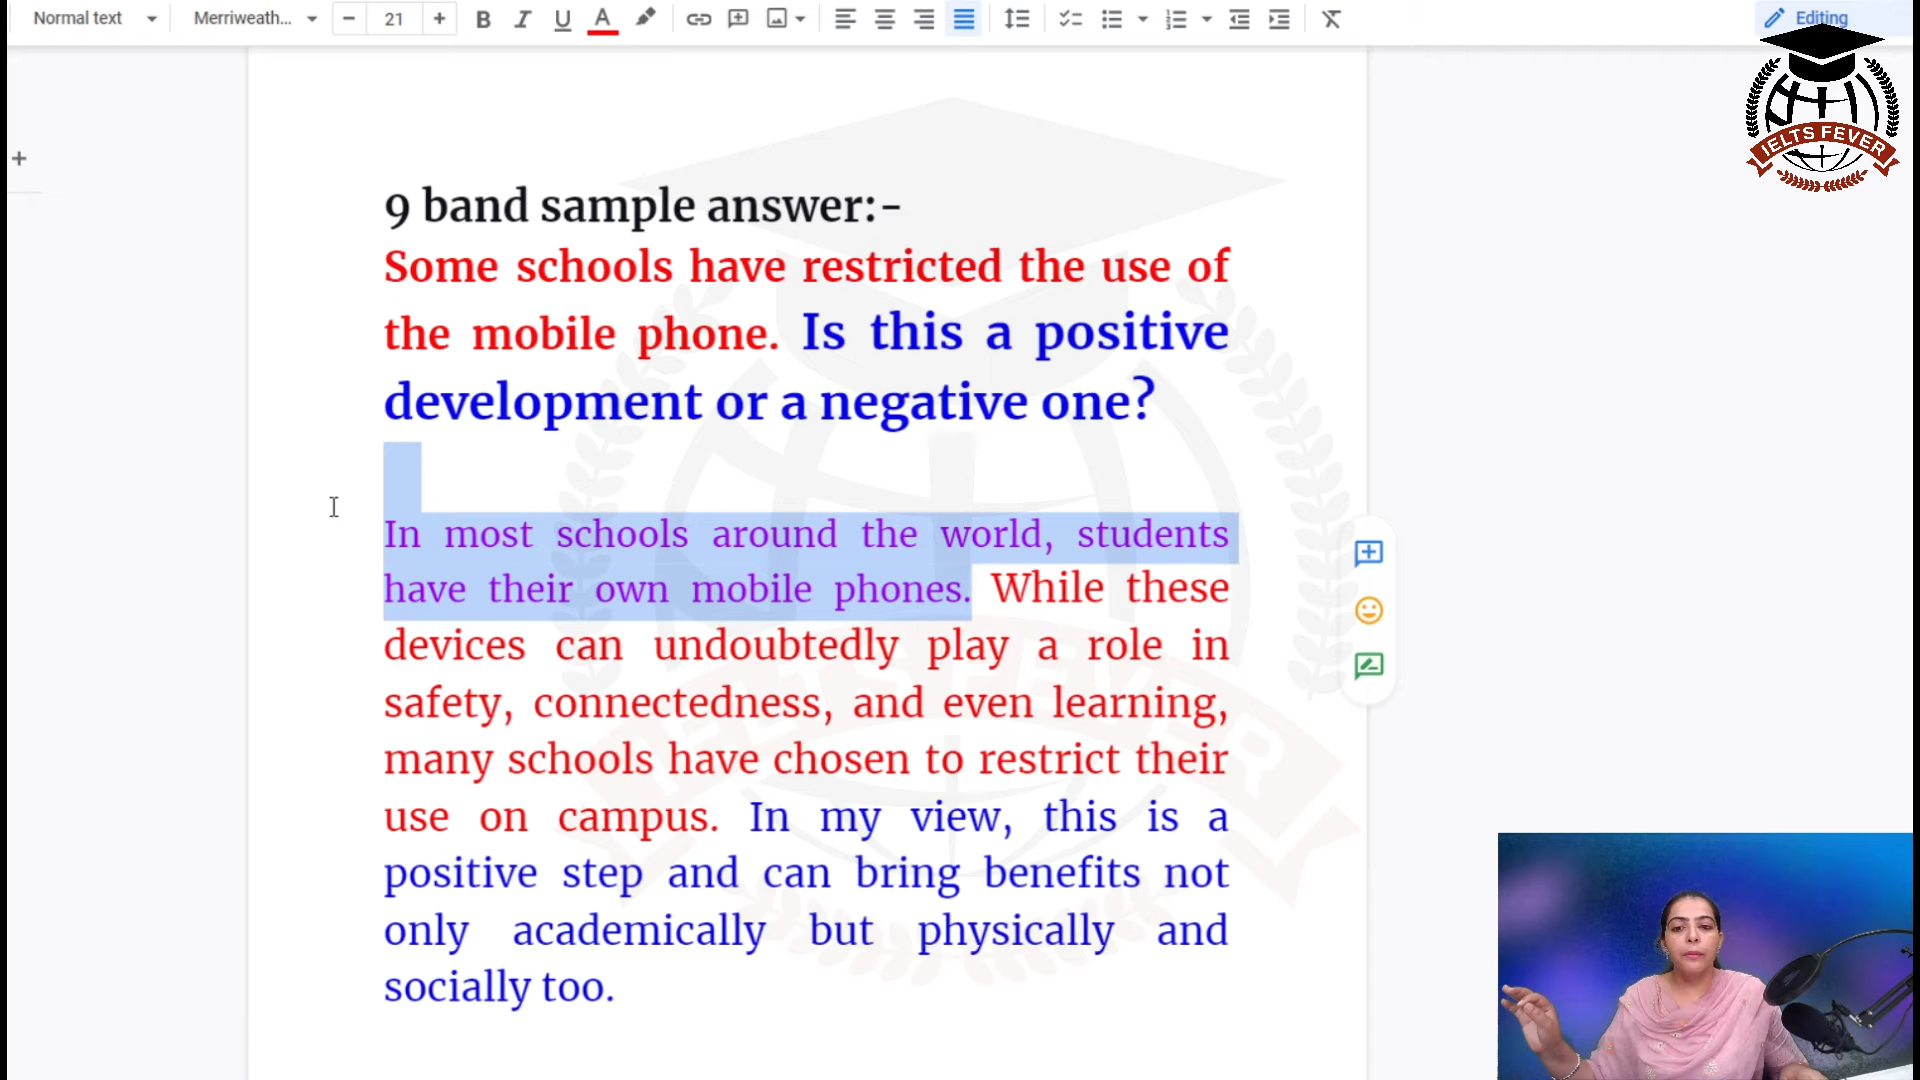 Normal text
Merriweath...
21
B
I
U
A
Editing
IELTS FEVER
9 band sample answer:-
Some schools have restricted the use of
the mobile phone. Is this a positive
development or a negative one?
In most schools around the world, students
have their own mobile phones. While these
devices can undoubtedly play a role in
safety, connectedness, and even learning,
many schools have chosen to restrict their
use on campus. In my view, this is a
positive step and can bring benefits not
only academically but physically and
socially too.
IELTS FEVER